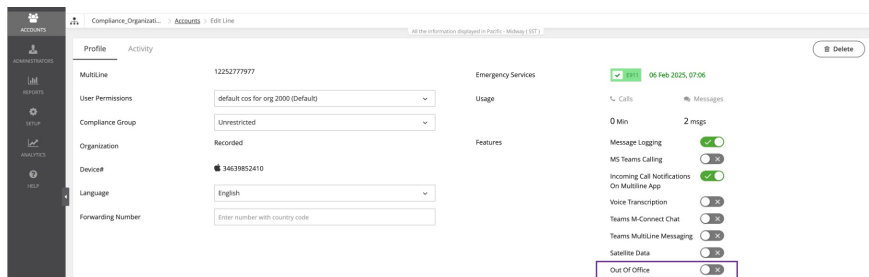 Compliance_Organizati... > Accounts > Edit Line
All the information displayed in Pacific - Midway ( SST )
ACCOUNTS
ADMINISTRATORS
REPORTS
SETUP
ANALYTICS
HELP
Profile Activity
Delete
MultiLine 12252777977
User Permissions default cos for org 2000 (Default)
Compliance Group Unrestricted
Organization Recorded
Device# 34639852410
Language English
Forwarding Number Enter number with country code
Emergency Services E911 06 Feb 2025, 07:06
Usage Calls Messages
0 Min 2 msgs
Features Message Logging
MS Teams Calling
Incoming Call Notifications
On Multiline App
Voice Transcription
Teams M-Connect Chat
Teams MultiLine Messaging
Satellite Data
Out Of Office